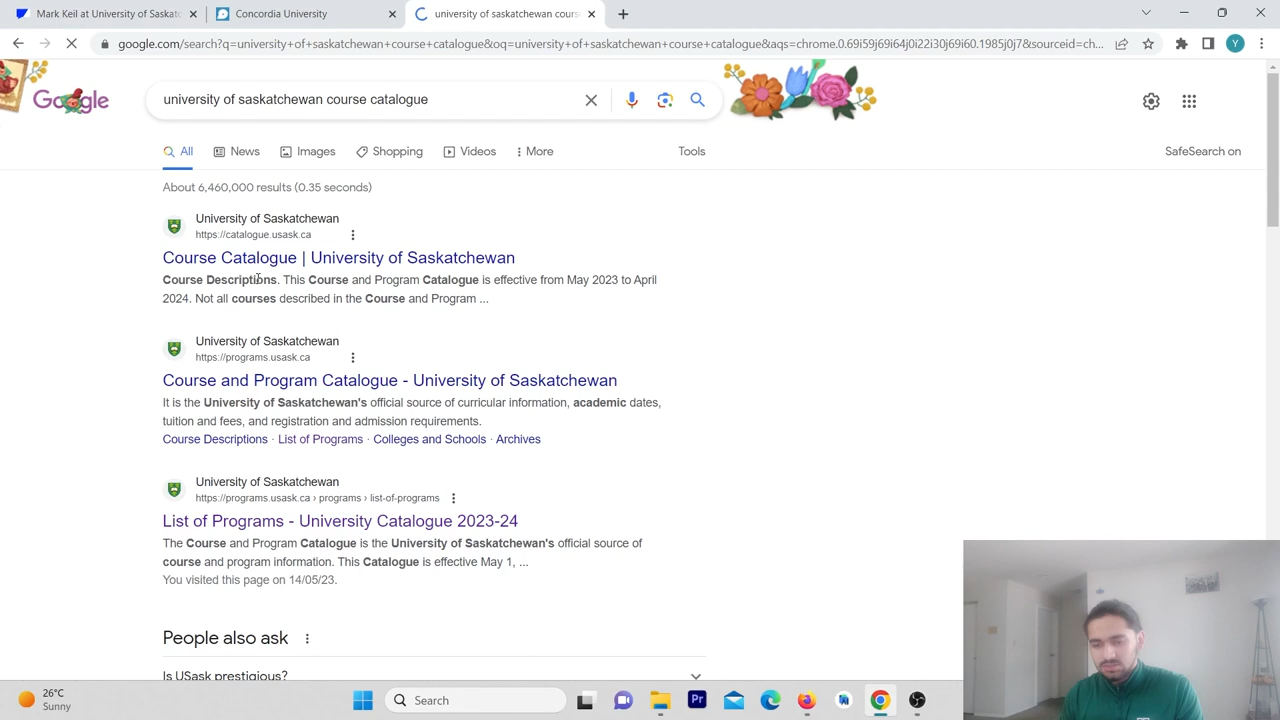 Mark Keil at University of Saskat
Concordia University
university of saskatchewan cours
google.com/search?q=university+of+saskatchewan+course+catalogue&oq=university+of+saskatchewan+course+catalogue&aqs=chrome.0.69i59j69i64j0i22i30j69i60.1985j0j7&sourceid=ch...
Y
Google
university of saskatchewan course catalogue
All
News
Images
Shopping
Videos
More
Tools
SafeSearch on
About 6,460,000 results (0.35 seconds)
University of Saskatchewan
https://catalogue.usask.ca
Course Catalogue | University of Saskatchewan
Course Descriptions. This Course and Program Catalogue is effective from May 2023 to April
2024. Not all courses described in the Course and Program ...
University of Saskatchewan
https://programs.usask.ca
Course and Program Catalogue - University of Saskatchewan
It is the University of Saskatchewan's official source of curricular information, academic dates,
tuition and fees, and registration and admission requirements.
Course Descriptions · List of Programs · Colleges and Schools · Archives
University of Saskatchewan
https://programs.usask.ca › programs › list-of-programs
List of Programs - University Catalogue 2023-24
The Course and Program Catalogue is the University of Saskatchewan's official source of
course and program information. This Catalogue is effective May 1, ...
You visited this page on 14/05/23.
People also ask
Is USask prestigious?
26°C
Sunny
Search
Pr